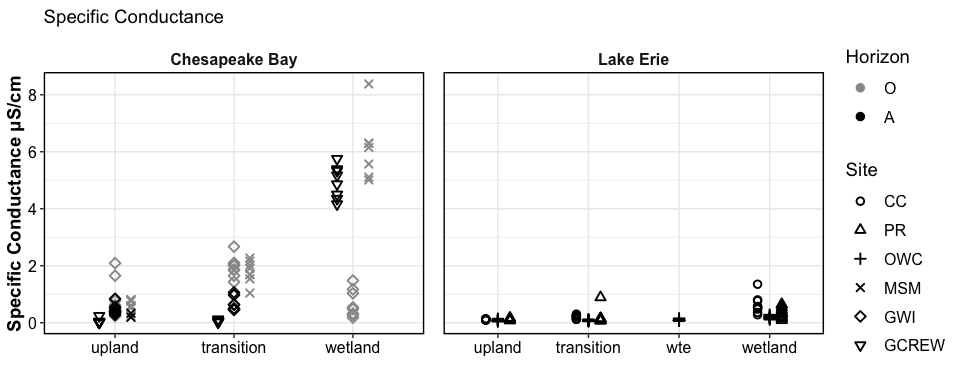 Specific Conductance
Chesapeake Bay
Lake Erie
Specific Conductance µS/cm
8
6
4
2
0
upland
transition
wetland
upland
transition
wte
wetland
Horizon
O
A
Site
CC
PR
OWC
MSM
GWI
GCREW